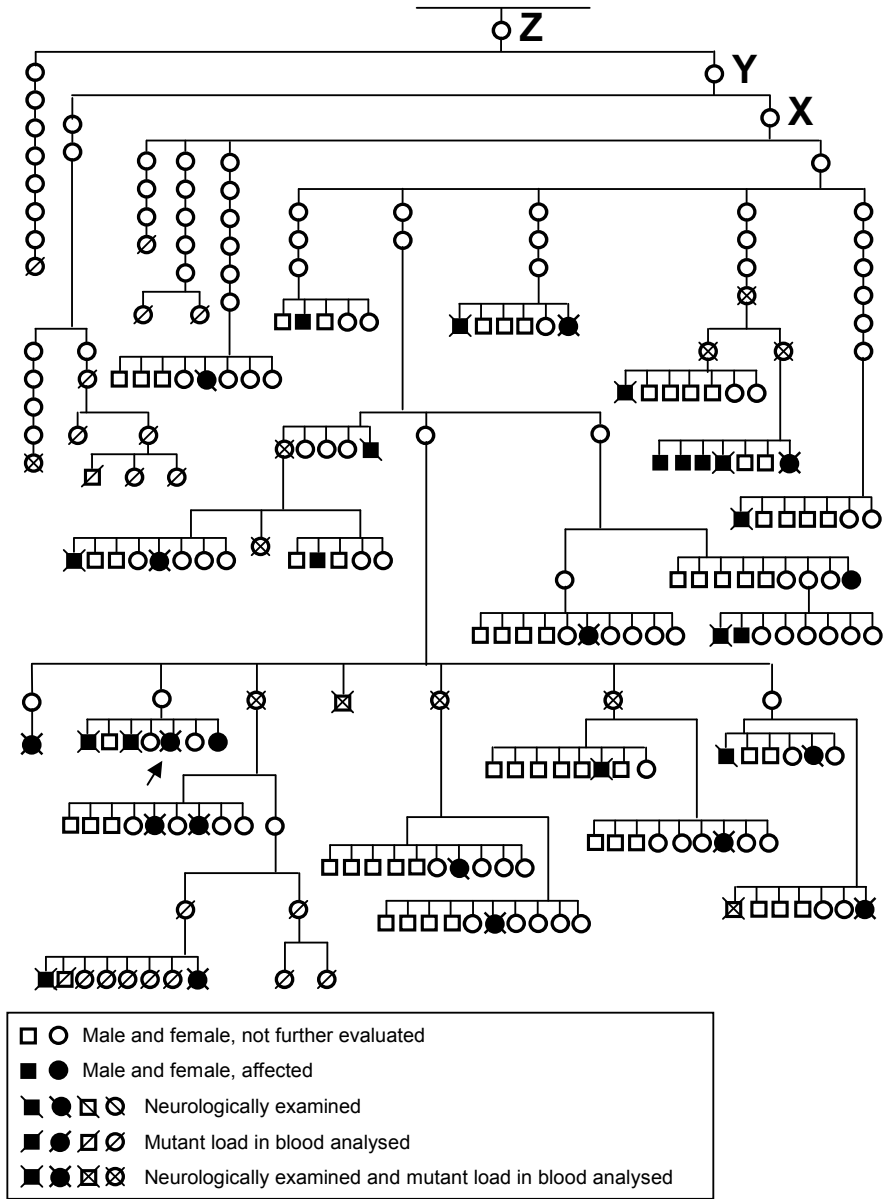 Z
Y
X
Male and female, not further evaluated
Male and female, affected
Neurologically examined
Mutant load in blood analysed
Neurologically examined and mutant load in blood analysed